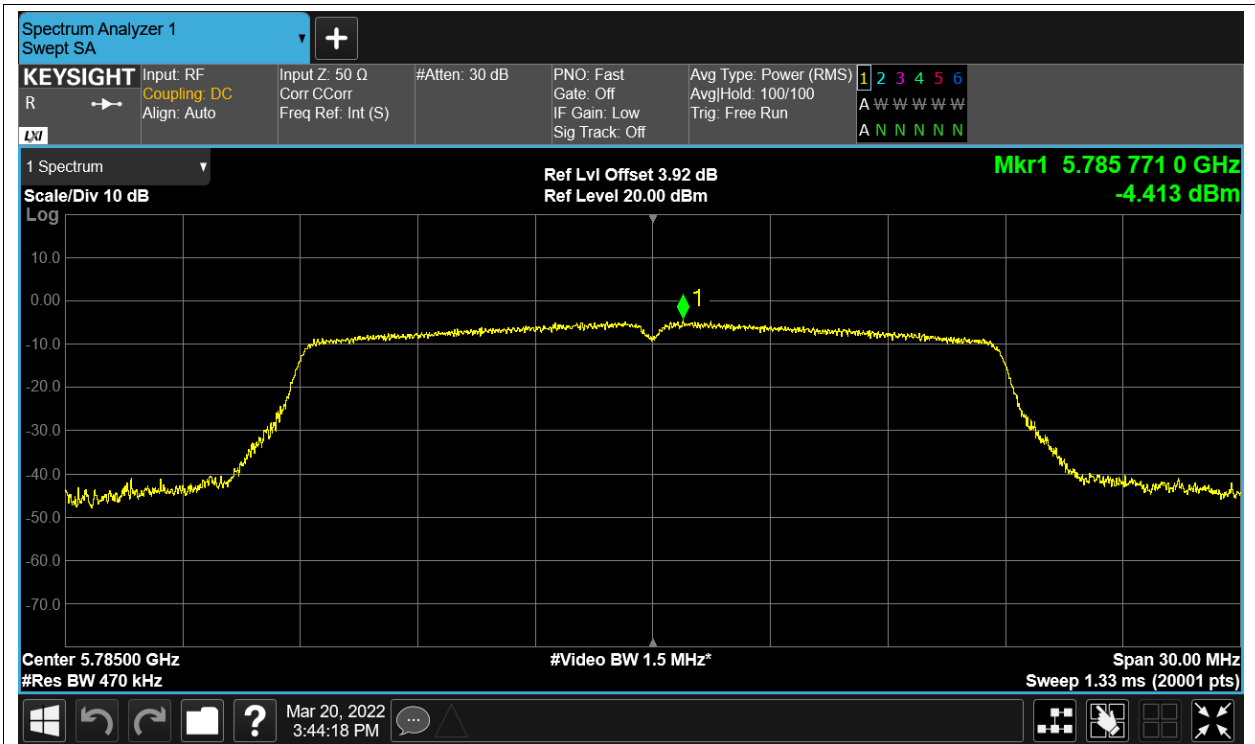 Spectrum Analyzer 1
Swept SA
KEYSIGHT
R
LXI
Input: RF
Coupling: DC
Align: Auto
Input Z: 50 Ω
Corr CCorr
Freq Ref: Int (S)
#Atten: 30 dB
PNO: Fast
Gate: Off
IF Gain: Low
Sig Track: Off
Avg Type: Power (RMS)
Avg|Hold: 100/100
Trig: Free Run
1 2 3 4 5 6
A W W W W W
A N N N N N
1 Spectrum
Scale/Div 10 dB
Log
Ref Lvl Offset 3.92 dB
Ref Level 20.00 dBm
Mkr1 5.785 771 0 GHz
-4.413 dBm
10.0
0.00
1
-10.0
-20.0
-30.0
-40.0
-50.0
-60.0
-70.0
Center 5.78500 GHz
#Video BW 1.5 MHz*
Span 30.00 MHz
#Res BW 470 kHz
Sweep 1.33 ms (20001 pts)
?
Mar 20, 2022
3:44:18 PM